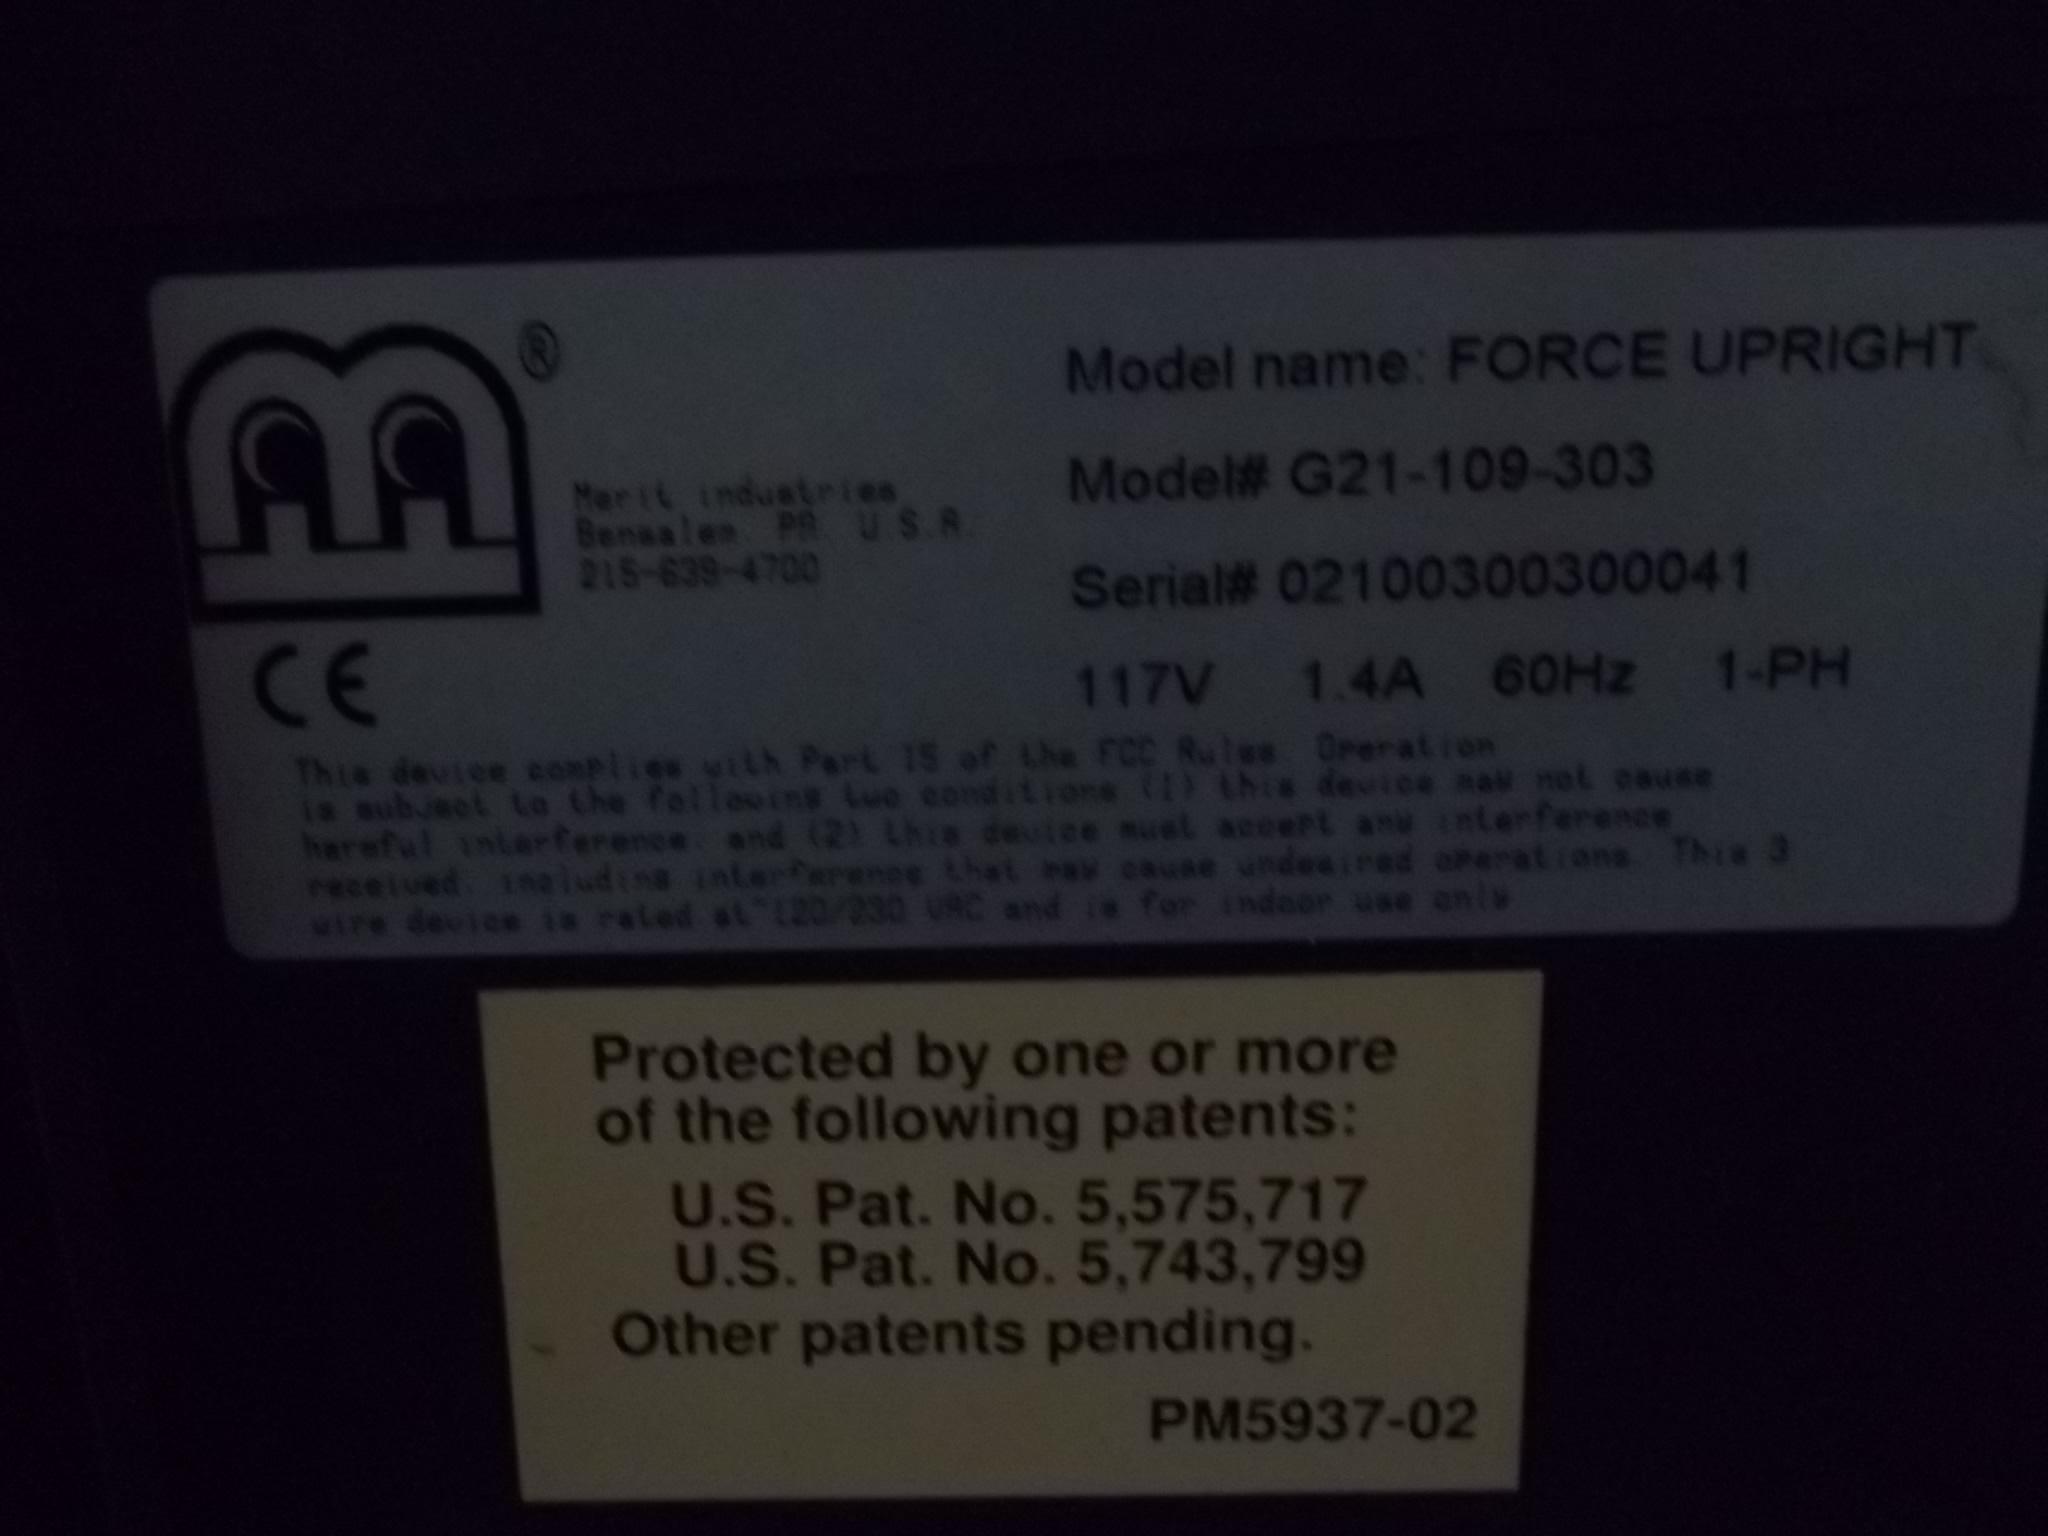 ®
Merit industries
Bensalem, PA. U.S.A.
215-639-4700
CE
Model name: FORCE UPRIGHT
Model# G21-109-303
Serial# 02100300300041
117V 1.4A 60Hz 1-PH
This device complies with Part 15 of the FCC Rules. Operation
is subject to the following two conditions (1) this device may not cause
harmful interference, and (2) this device must accept any interference
received, including interference that may cause undesired operations. This 3
wire device is rated at~120/230 VAC and is for indoor use only
Protected by one or more
of the following patents:
U.S. Pat. No. 5,575,717
U.S. Pat. No. 5,743,799
Other patents pending.
PM5937-02